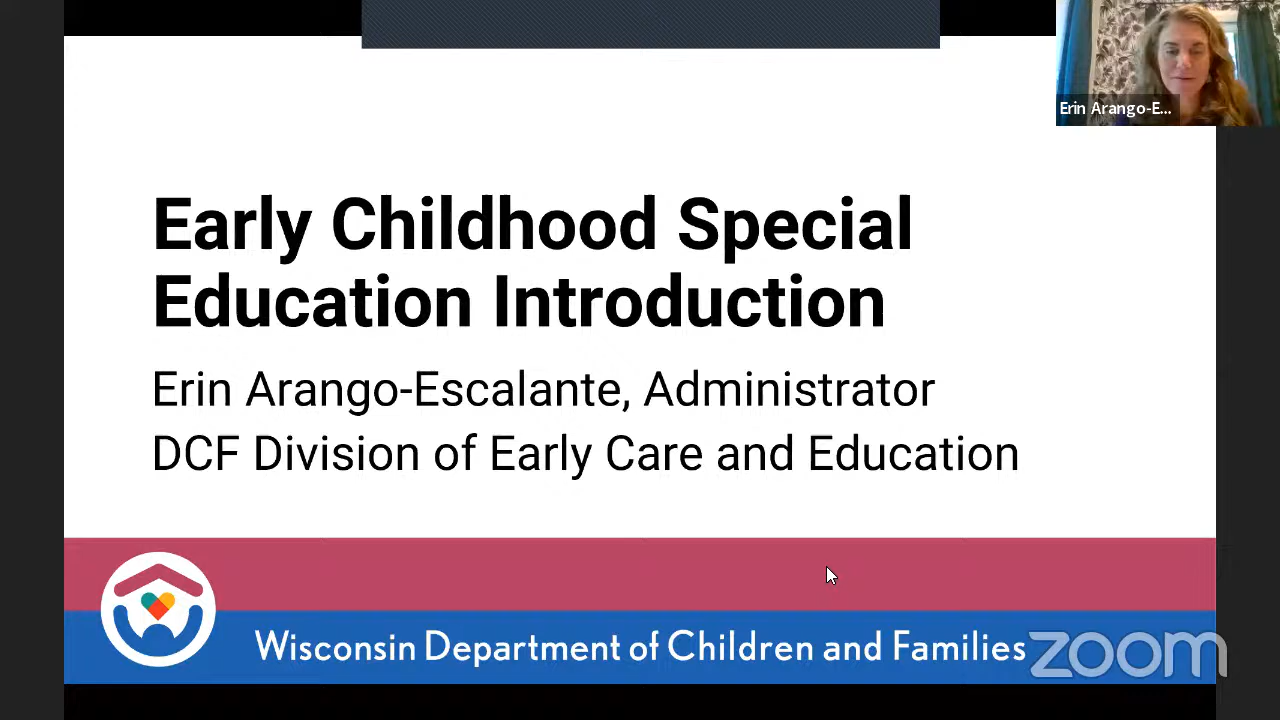 Erin Arango-E...
Early Childhood Special
Education Introduction
Erin Arango-Escalante, Administrator
DCF Division of Early Care and Education
Wisconsin Department of Children and Families
zoom